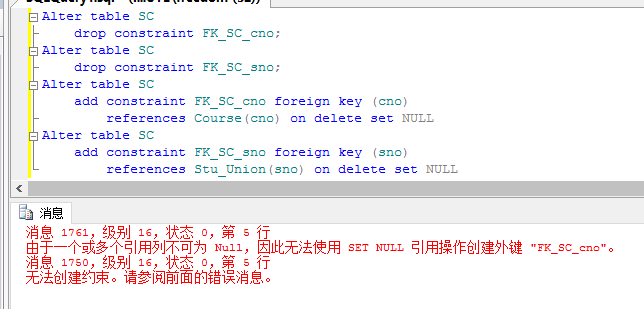 Alter table SC
drop constraint FK_SC_cno;
Alter table SC
drop constraint FK_SC_sno;
Alter table SC
add constraint FK_SC_cno foreign key (cno)
references Course(cno) on delete set NULL
Alter table SC
add constraint FK_SC_sno foreign key (sno)
references Stu_Union(sno) on delete set NULL
消息
消息 1761，级别 16，状态 0，第 5 行
由于一个或多个引用列不可为 Null，因此无法使用 SET NULL 引用操作创建外键 "FK_SC_cno"。
消息 1750，级别 16，状态 0，第 5 行
无法创建约束。请参阅前面的错误消息。